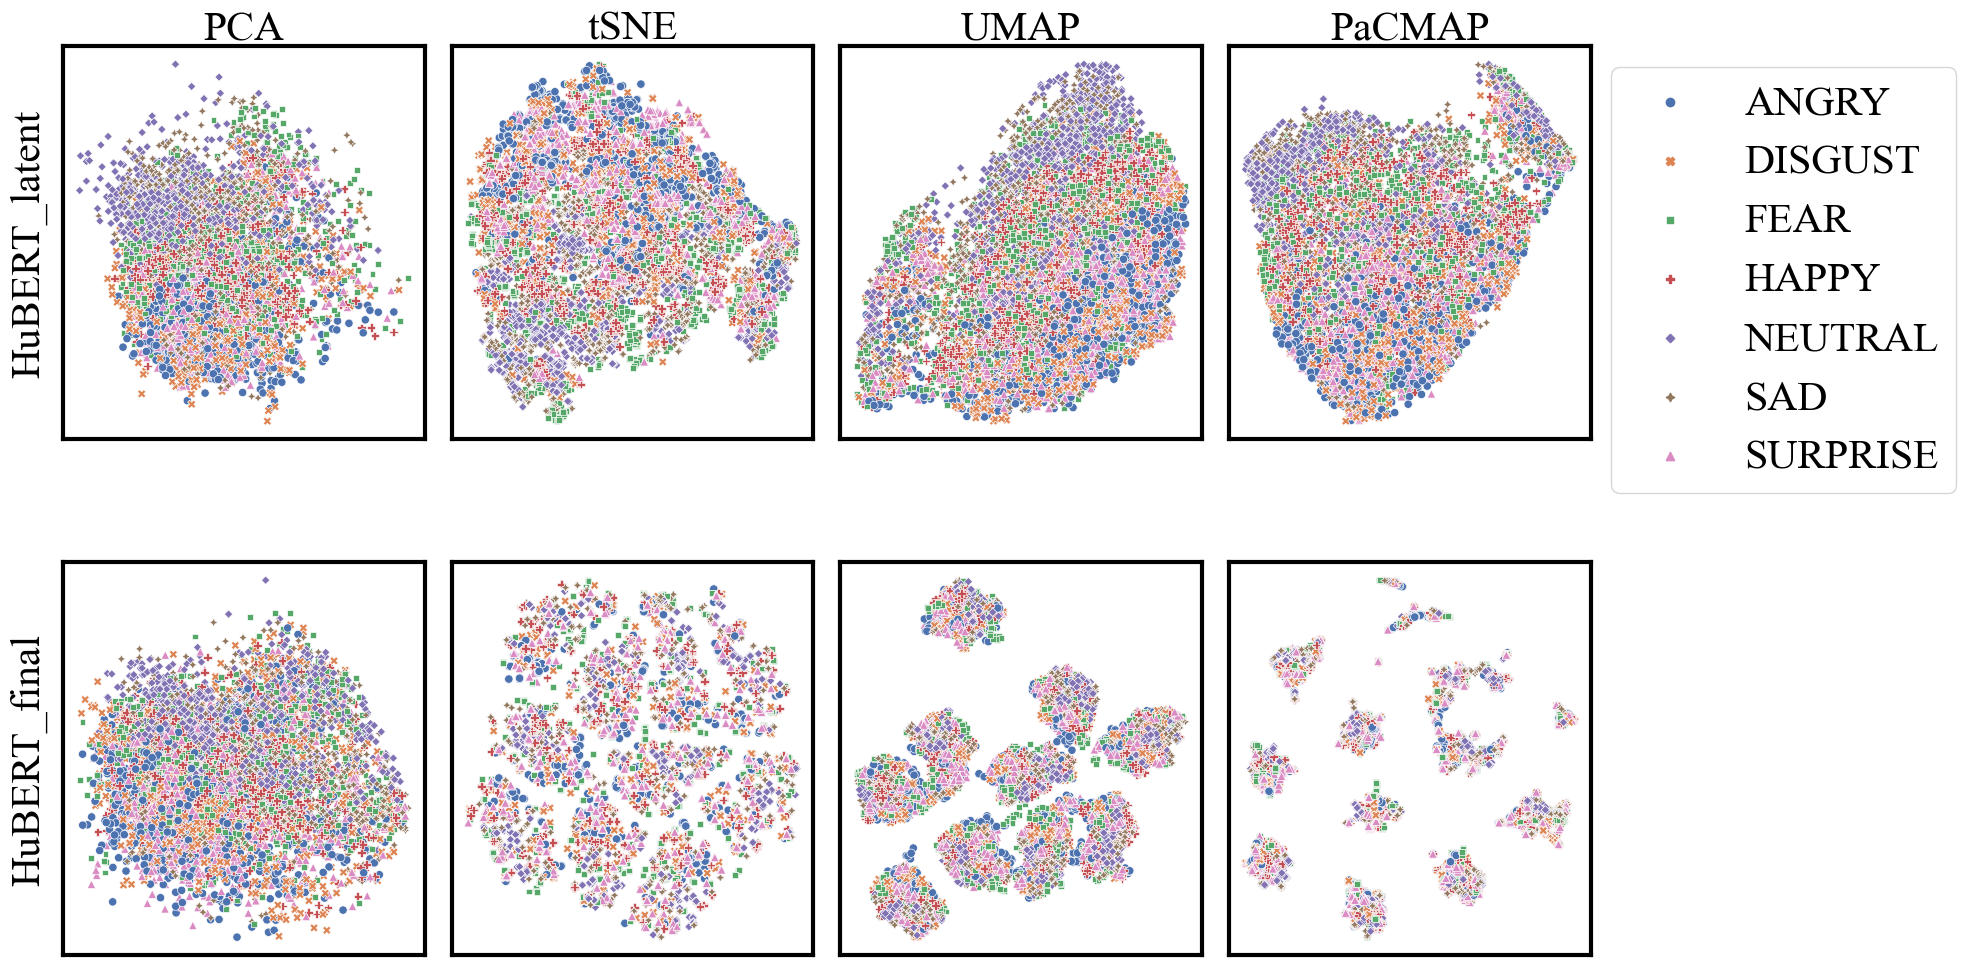 PCA
tSNE
UMAP
PaCMAP
HuBERT_latent
ANGRY
DISGUST
FEAR
HAPPY
NEUTRAL
SAD
SURPRISE
HuBERT_final